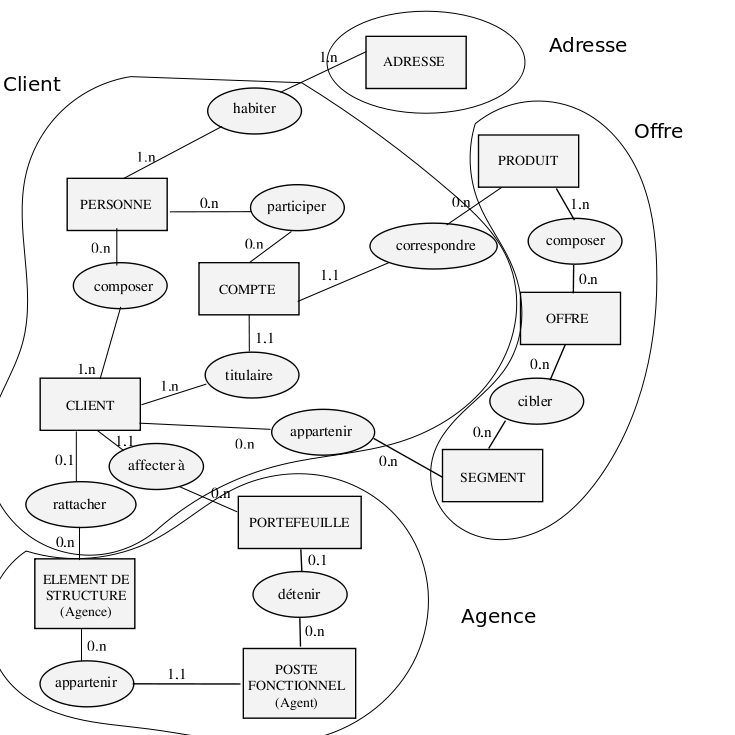 Adresse
1.n
ADRESSE
Client
habiter
Offre
1.n
PRODUIT
PERSONNE
0.n
participer
0.n
1.n
correspondre
composer
0.n
0.n
composer
COMPTE
1.1
0.n
OFFRE
1.1
titulaire
0.n
1.n
1.n
cibler
CLIENT
appartenir
0.n
0.n
1.1
0.1
affecter à
0.n
SEGMENT
0.n
rattacher
PORTEFEUILLE
0.n
0.1
ELEMENT DE
STRUCTURE
(Agence)
détenir
Agence
0.n
0.n
appartenir
1.1
POSTE
FONCTIONNEL
(Agent)